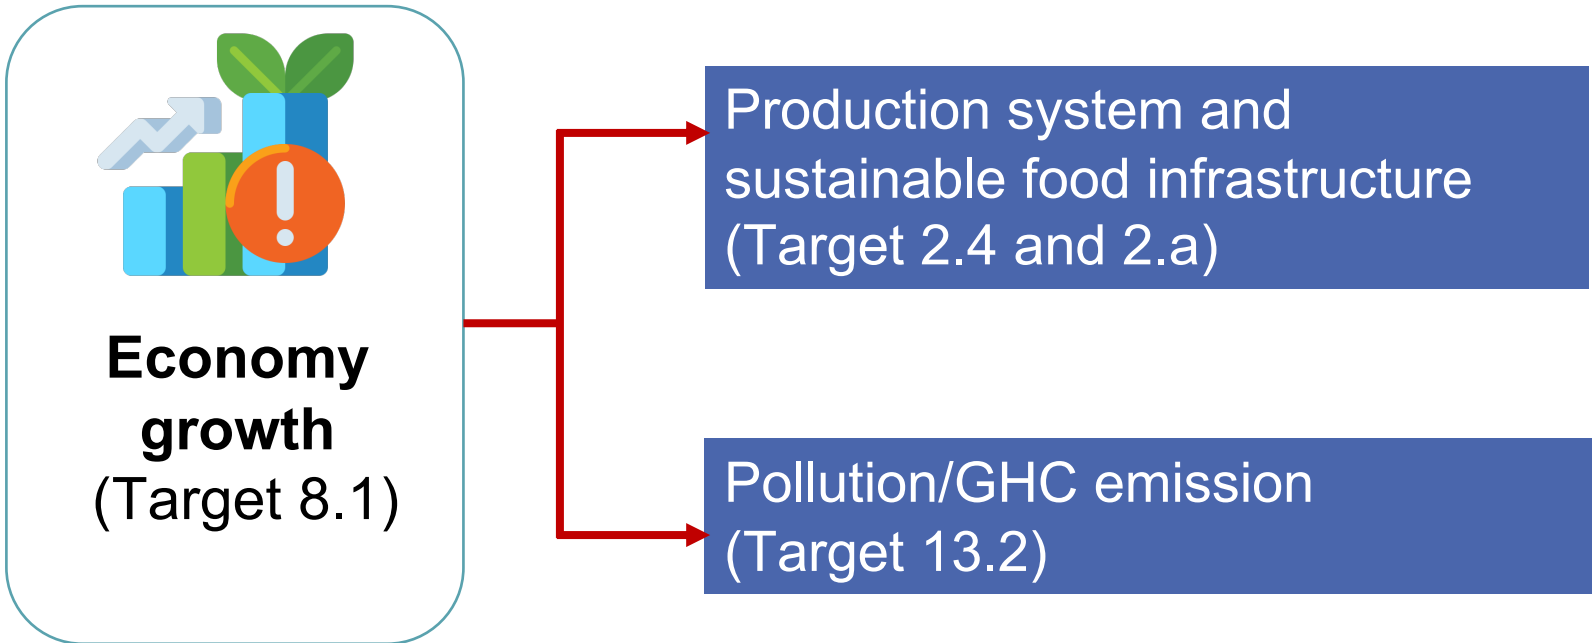 Economy
growth
(Target 8.1)
Production system and
sustainable food infrastructure
(Target 2.4 and 2.a)
Pollution/GHC emission
(Target 13.2)